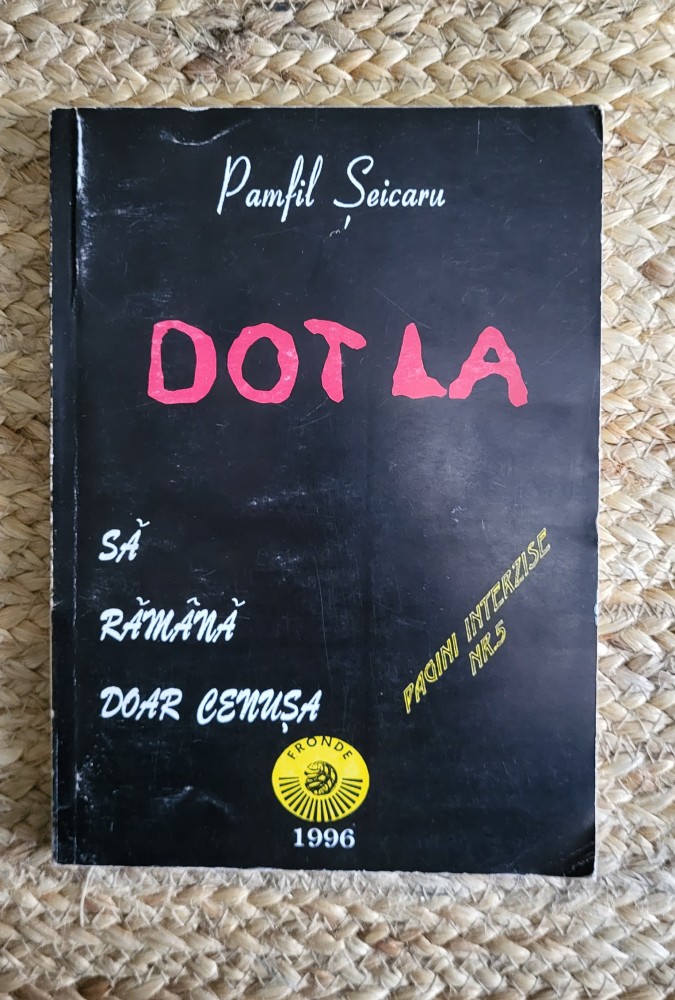 Pamfil Șeicaru
DOTLA
SĂ
RĂMÂNĂ
DOAR CENUȘA
PAGINI INTERZISE
NR.5
FRONDE
1996